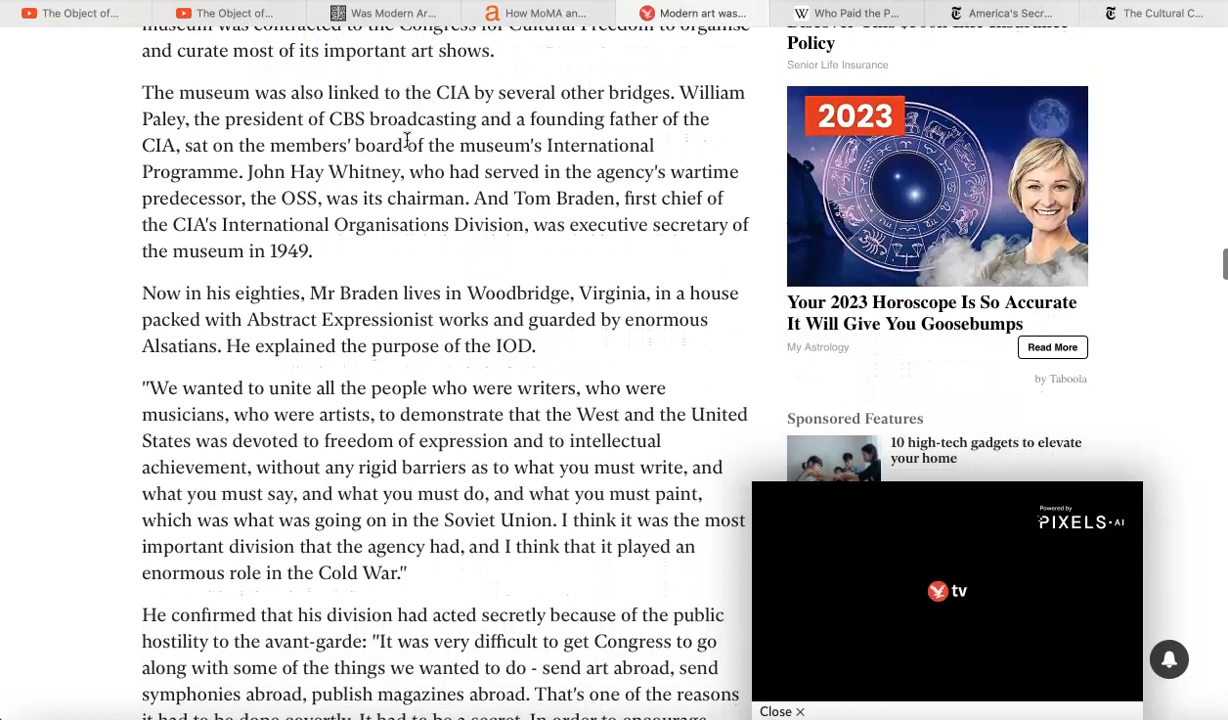 The Object of...
The Object of...
Was Modern Ar...
How MoMA an...
Modern art was...
Who Paid the P...
America's Secr...
The Cultural C...
museum was contracted to the Congress for Cultural Freedom to organise
and curate most of its important art shows.
The museum was also linked to the CIA by several other bridges. William
Paley, the president of CBS broadcasting and a founding father of the
CIA, sat on the members' board of the museum's International
Programme. John Hay Whitney, who had served in the agency's wartime
predecessor, the OSS, was its chairman. And Tom Braden, first chief of
the CIA's International Organisations Division, was executive secretary of
the museum in 1949.
Now in his eighties, Mr Braden lives in Woodbridge, Virginia, in a house
packed with Abstract Expressionist works and guarded by enormous
Alsatians. He explained the purpose of the IOD.
"We wanted to unite all the people who were writers, who were
musicians, who were artists, to demonstrate that the West and the United
States was devoted to freedom of expression and to intellectual
achievement, without any rigid barriers as to what you must write, and
what you must say, and what you must do, and what you must paint,
which was what was going on in the Soviet Union. I think it was the most
important division that the agency had, and I think that it played an
enormous role in the Cold War."
He confirmed that his division had acted secretly because of the public
hostility to the avant-garde: "It was very difficult to get Congress to go
along with some of the things we wanted to do - send art abroad, send
symphonies abroad, publish magazines abroad. That's one of the reasons
it had to be done covertly. It had to be a secret. In order to encourage
Policy
Senior Life Insurance
2023
Your 2023 Horoscope Is So Accurate
It Will Give You Goosebumps
My Astrology
Read More
by Taboola
Sponsored Features
10 high-tech gadgets to elevate
your home
Powered by
PIXELS·AI
tv
Close ×